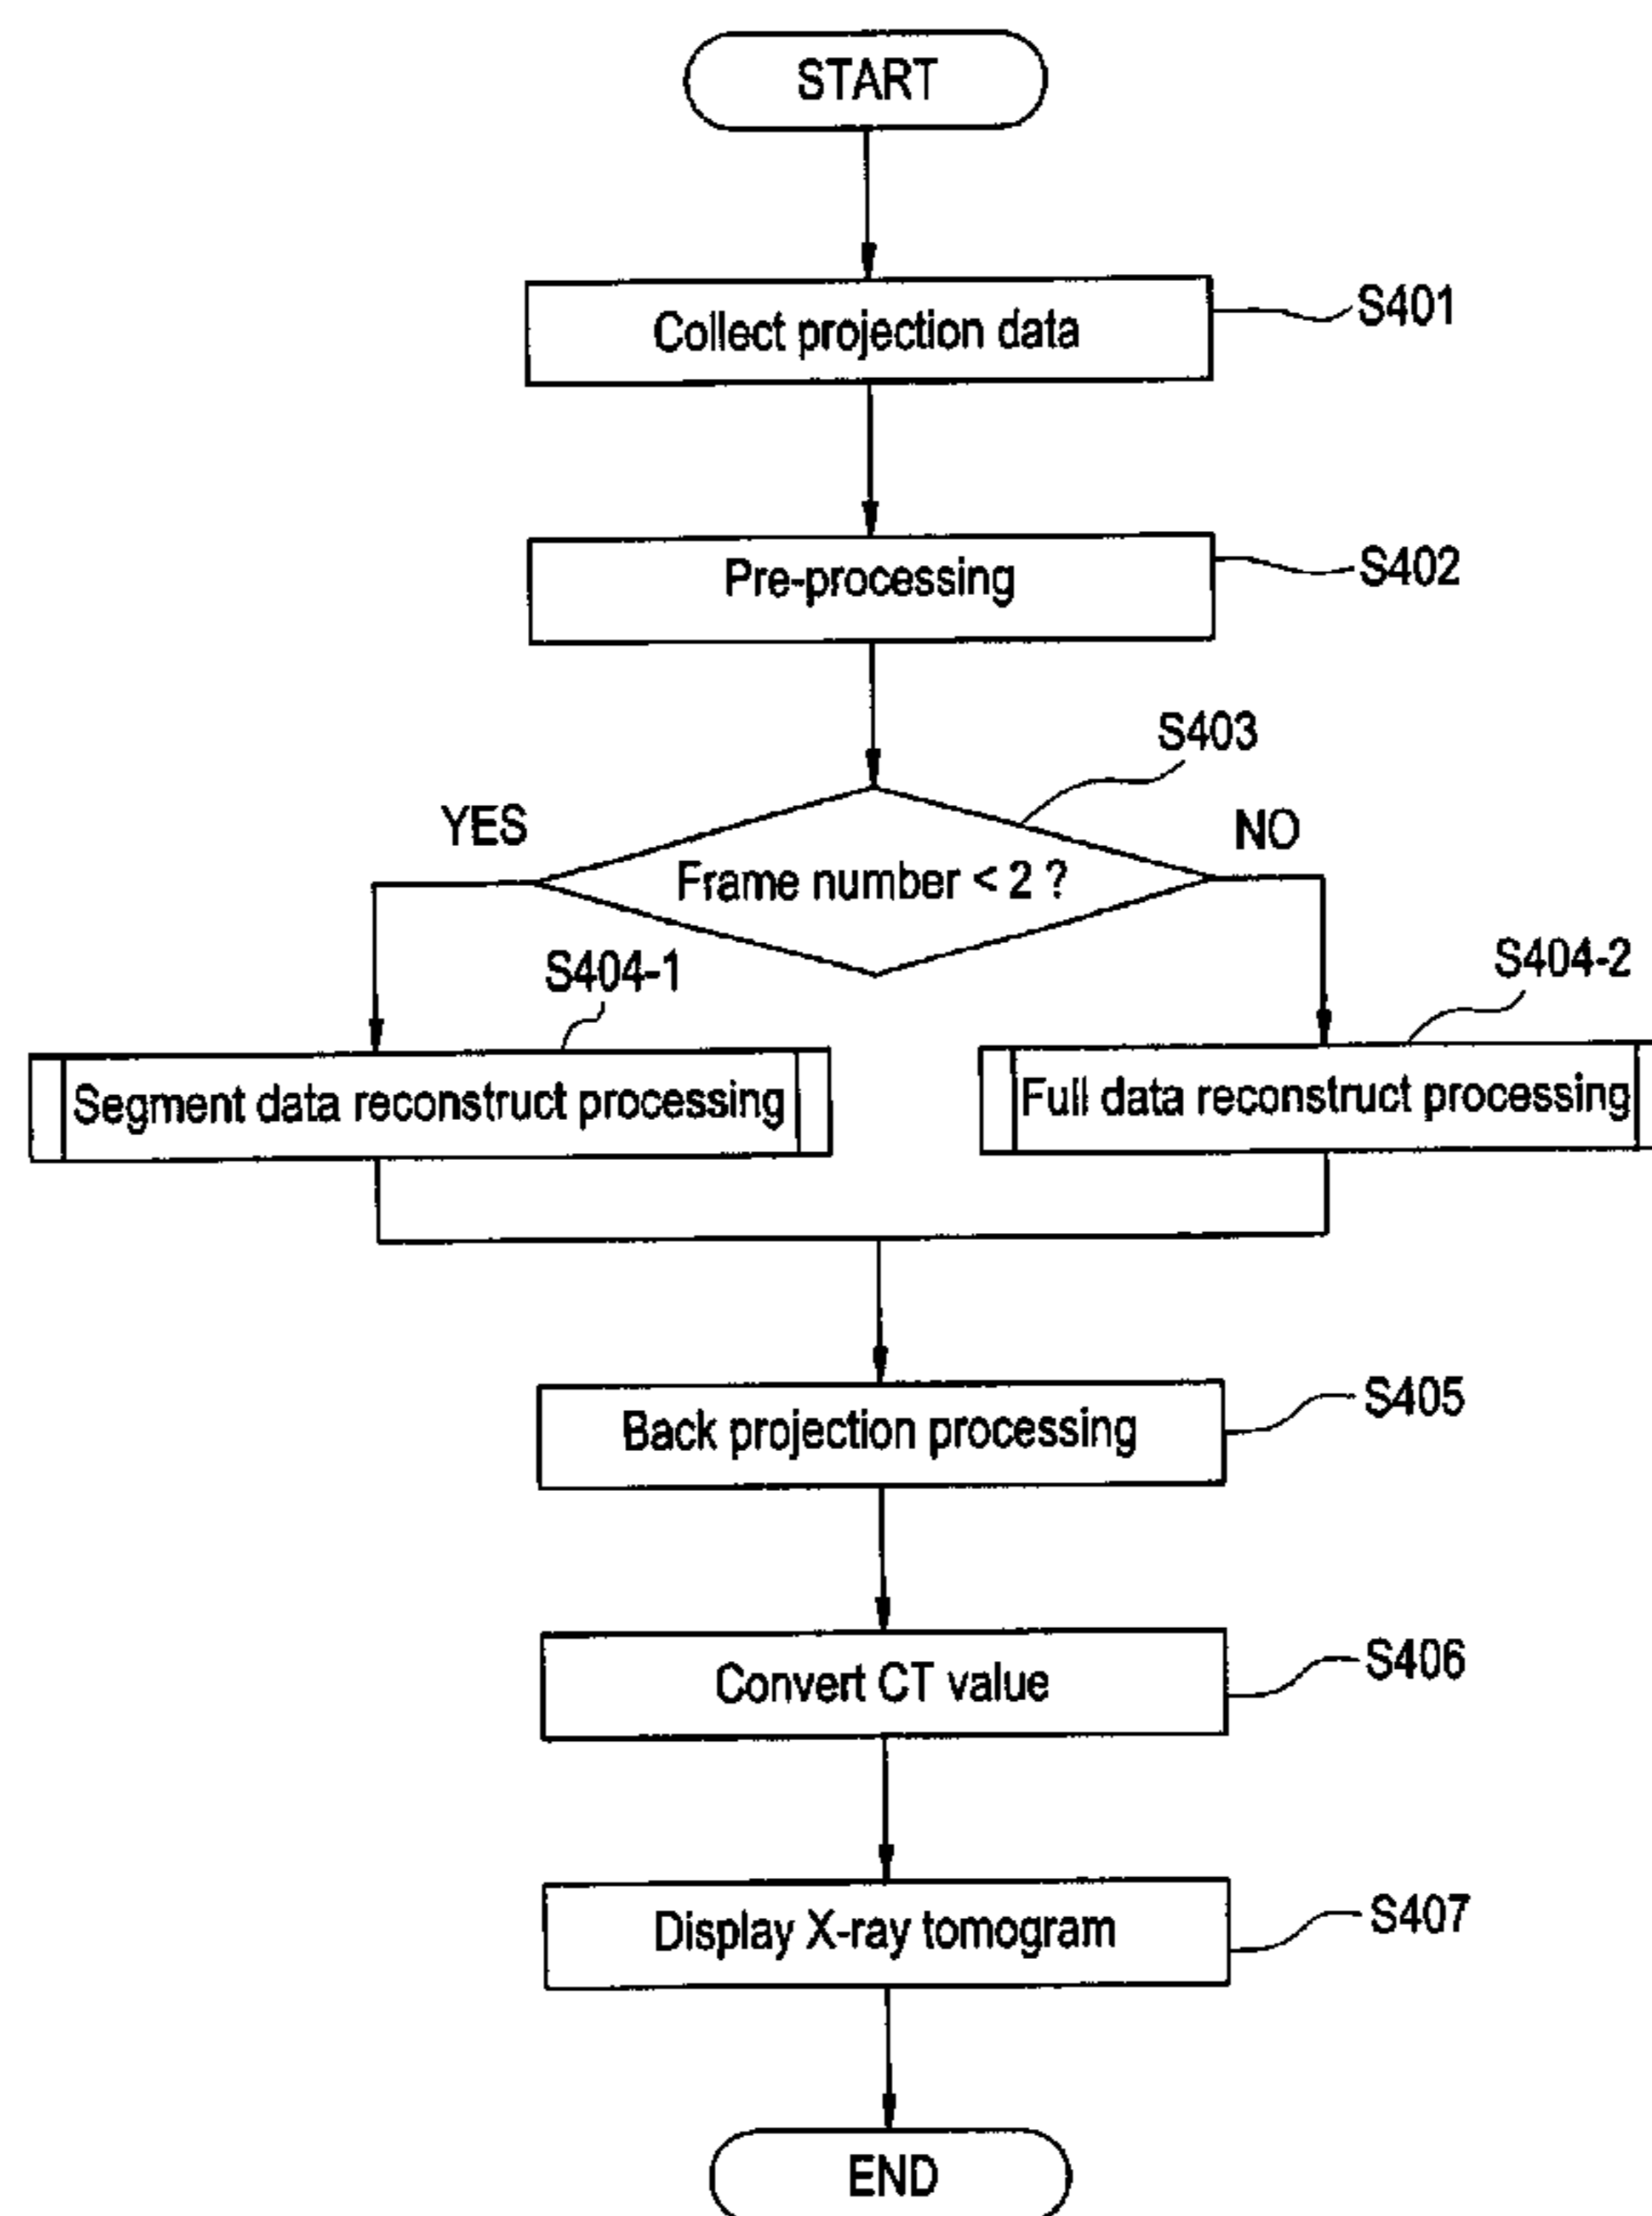 START
Collect projection data
S401
Pre-processing
S402
S403
YES
NO
Frame number < 2 ?
S404-1
S404-2
Segment data reconstruct processing
Full data reconstruct processing
Back projection processing
S405
Convert CT value
S406
Display X-ray tomogram
S407
END